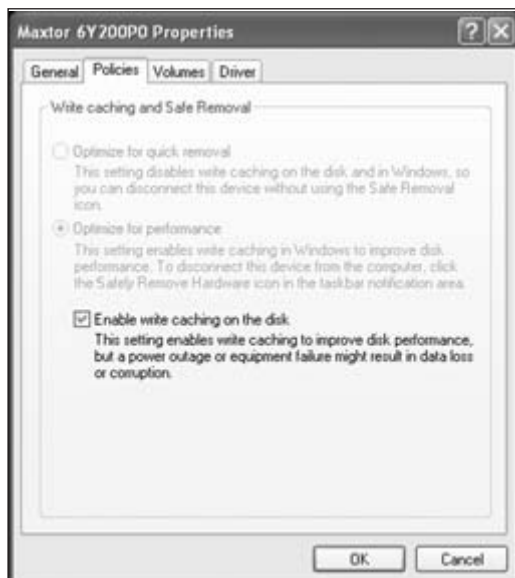 Maxtor 6Y200P0 Properties
General Policies Volumes Driver
Write caching and Safe Removal
Optimize for quick removal
This setting disables write caching on the disk and in Windows, so
you can disconnect this device without using the Safe Removal
icon.
Optimize for performance
This setting enables write caching in Windows to improve disk
performance. To disconnect this device from the computer, click
the Safely Remove Hardware icon in the taskbar notification area.
Enable write caching on the disk
This setting enables write caching to improve disk performance,
but a power outage or equipment failure might result in data loss
or corruption.
OK Cancel